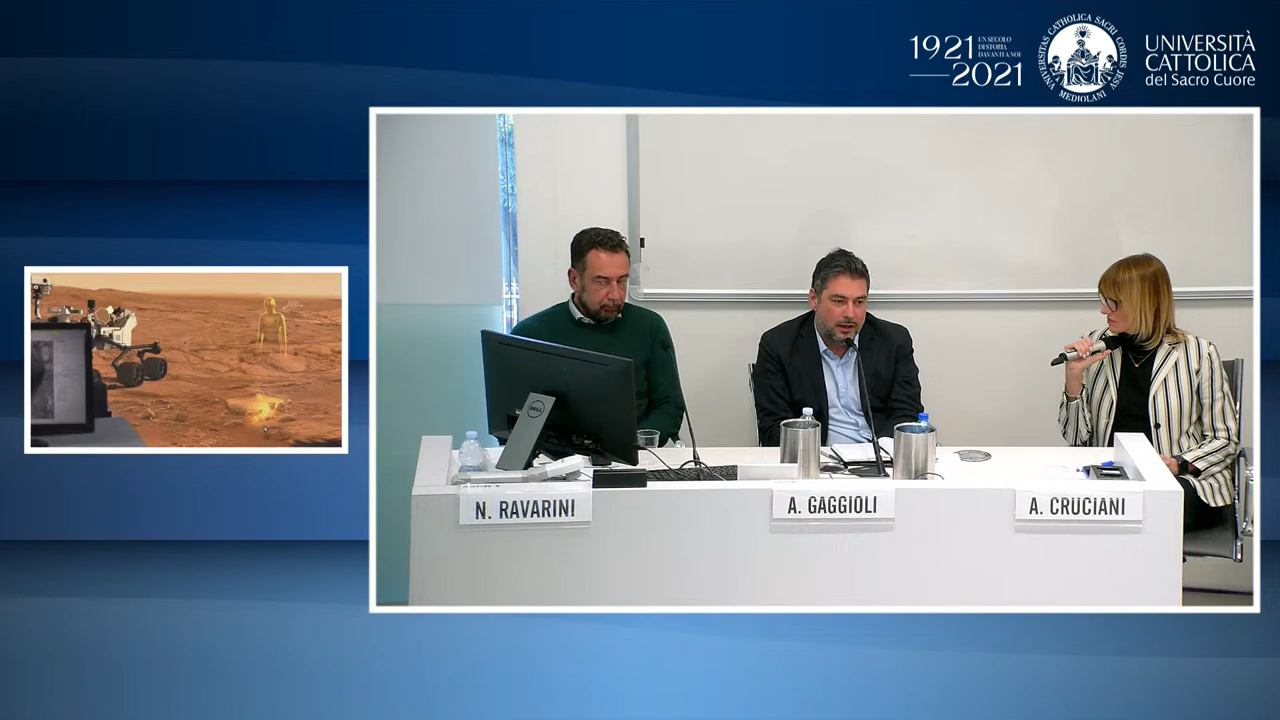 1921
UN SECOLO
DI STORIA
DAVANTI A NOI
2021
UNIVERSITAS CATHOLICA SACRI CORDIS IESU
MEDIOLANI
UNIVERSITÀ
CATTOLICA
del Sacro Cuore
DELL
N. RAVARINI
A. GAGGIOLI
A. CRUCIANI